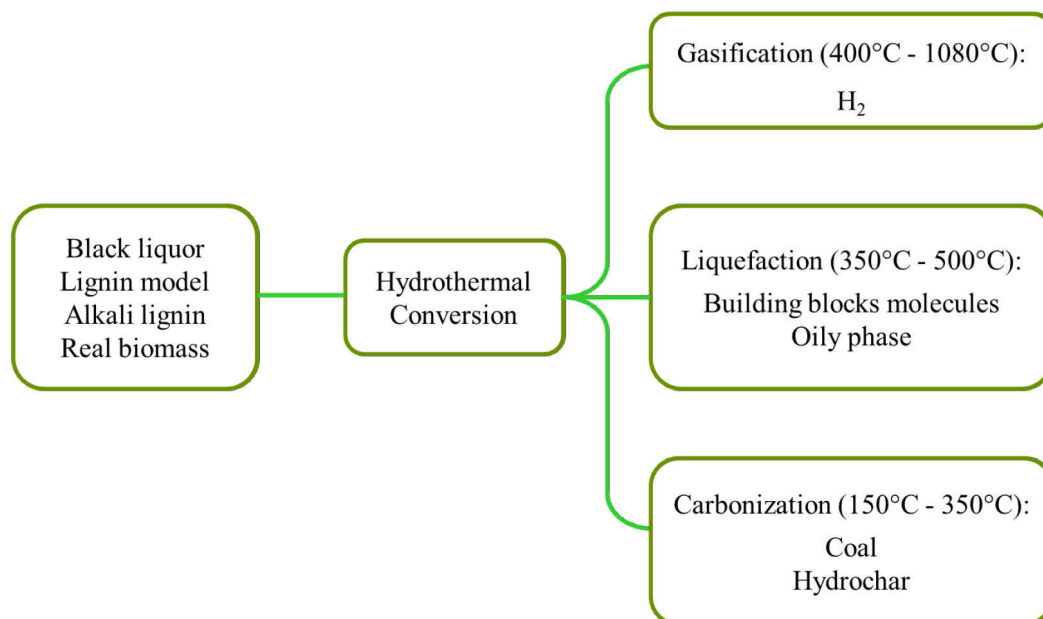 Black liquor
Lignin model
Alkali lignin
Real biomass
Hydrothermal
Conversion
Gasification (400°C - 1080°C):
H₂
Liquefaction (350°C - 500°C):
Building blocks molecules
Oily phase
Carbonization (150°C - 350°C):
Coal
Hydrochar